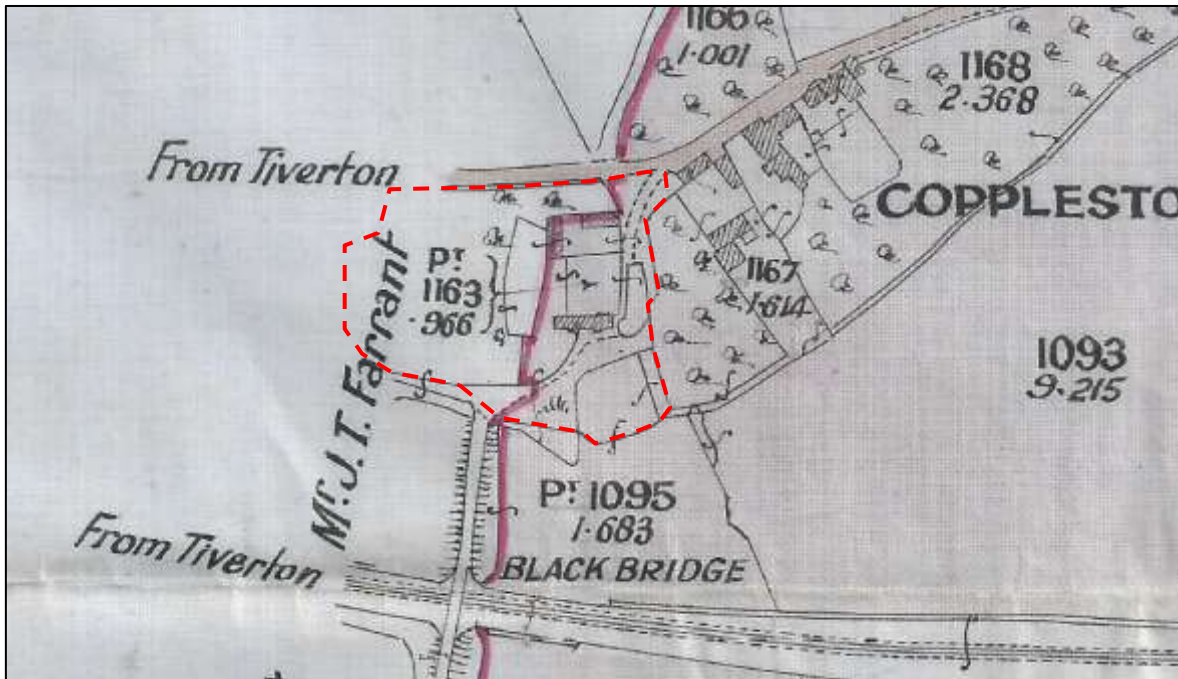 1166
1·001
1168
2·368
From Tiverton
COPPLESTO
Pt
1163
·966
1167
1·614
Mr. J. T. Farrant
1093
9·215
Pt 1095
1·683
From Tiverton
BLACK BRIDGE